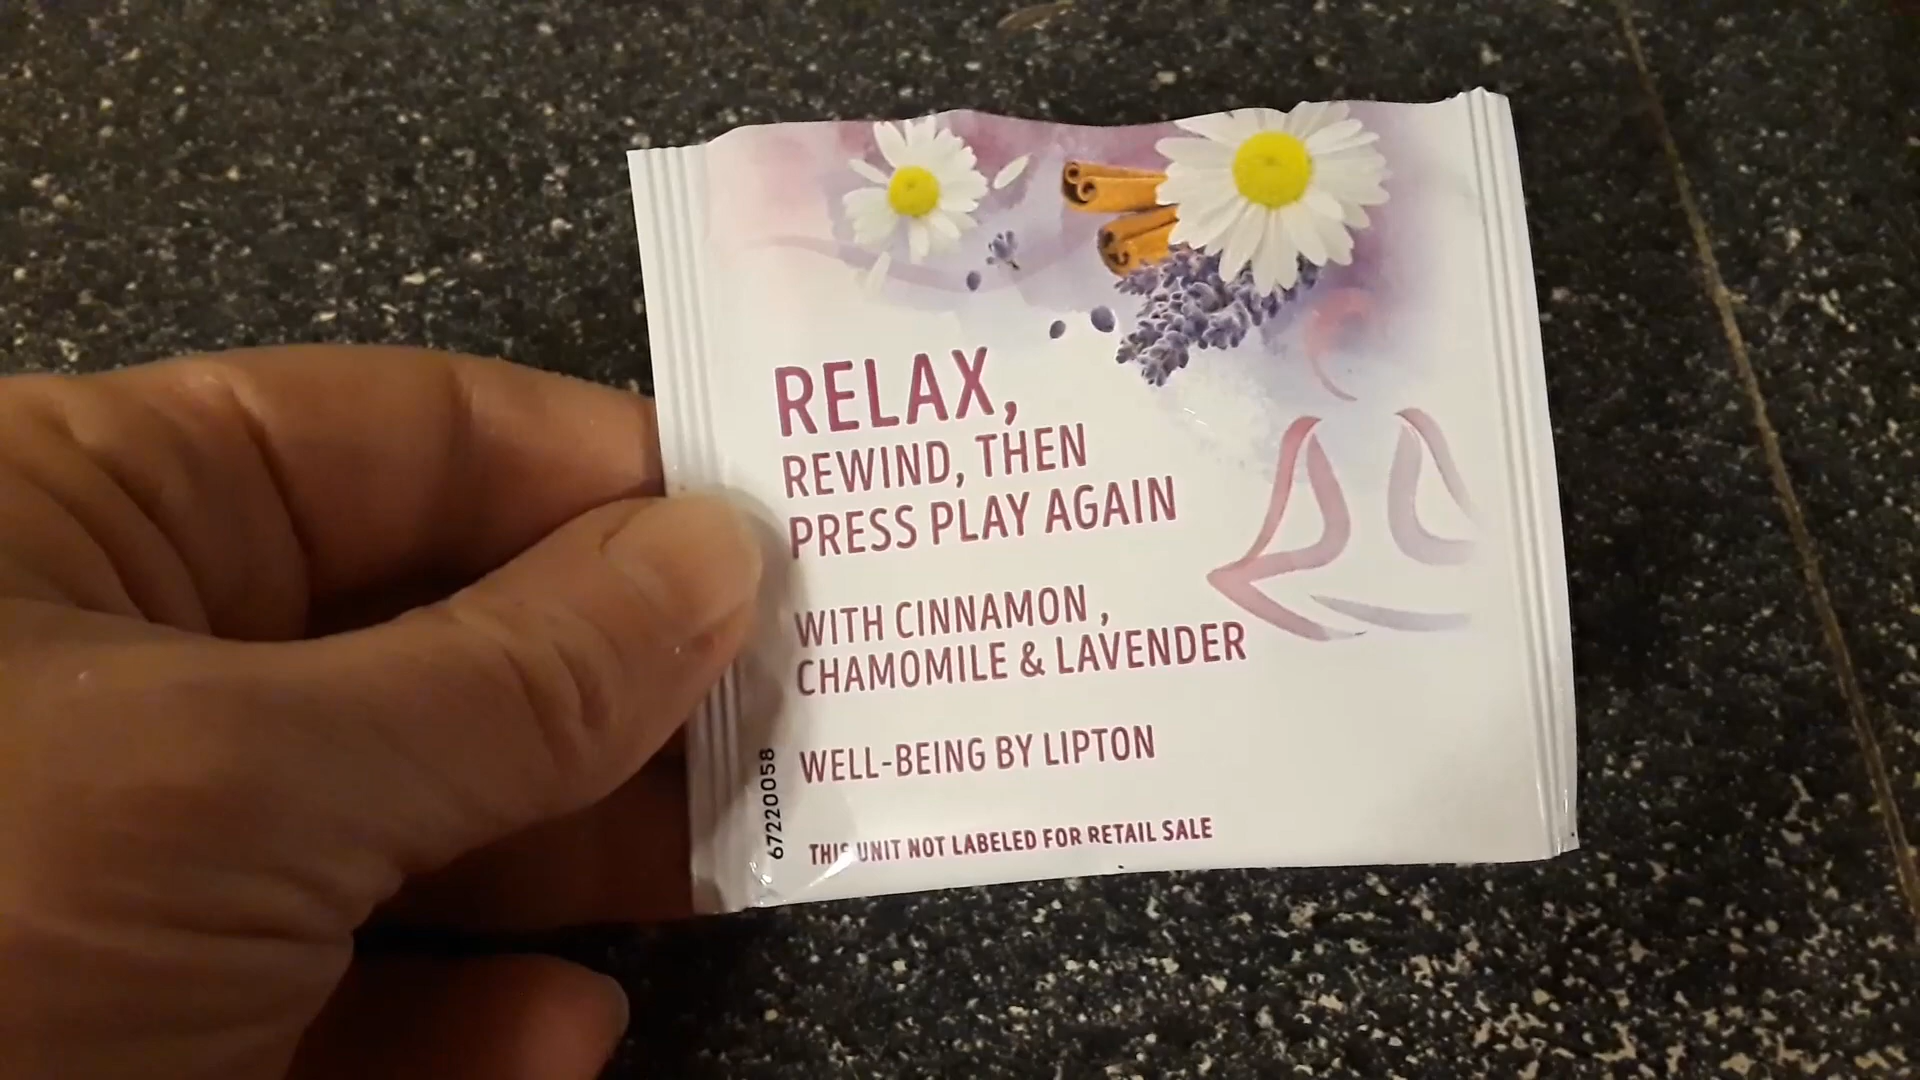 RELAX,
REWIND, THEN
PRESS PLAY AGAIN
WITH CINNAMON ,
CHAMOMILE & LAVENDER
WELL-BEING BY LIPTON
67220058
THIS UNIT NOT LABELED FOR RETAIL SALE